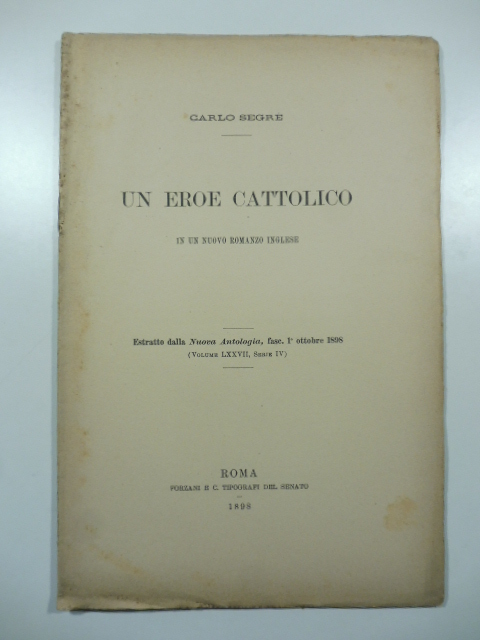 CARLO SEGRE
UN EROE CATTOLICO
IN UN NUOVO ROMANZO INGLESE
Estratto dalla Nuova Antologia, fasc. 1° ottobre 1898
(VOLUME LXXVII, SERIE IV)
ROMA
FORZANI E C. TIPOGRAFI DEL SENATO
1898